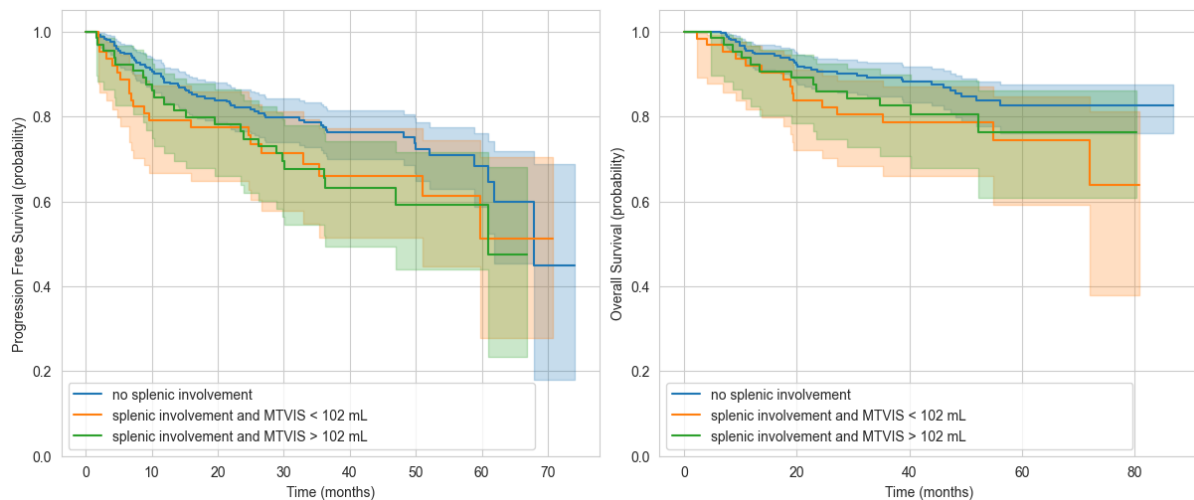 1.0
0.8
0.6
0.4
0.2
0.0
Progression Free Survival (probability)
no splenic involvement
splenic involvement and MTVIS < 102 mL
splenic involvement and MTVIS > 102 mL
0 10 20 30 40 50 60 70
Time (months)
1.0
0.8
0.6
0.4
0.2
0.0
Overall Survival (probability)
no splenic involvement
splenic involvement and MTVIS < 102 mL
splenic involvement and MTVIS > 102 mL
0 20 40 60 80
Time (months)